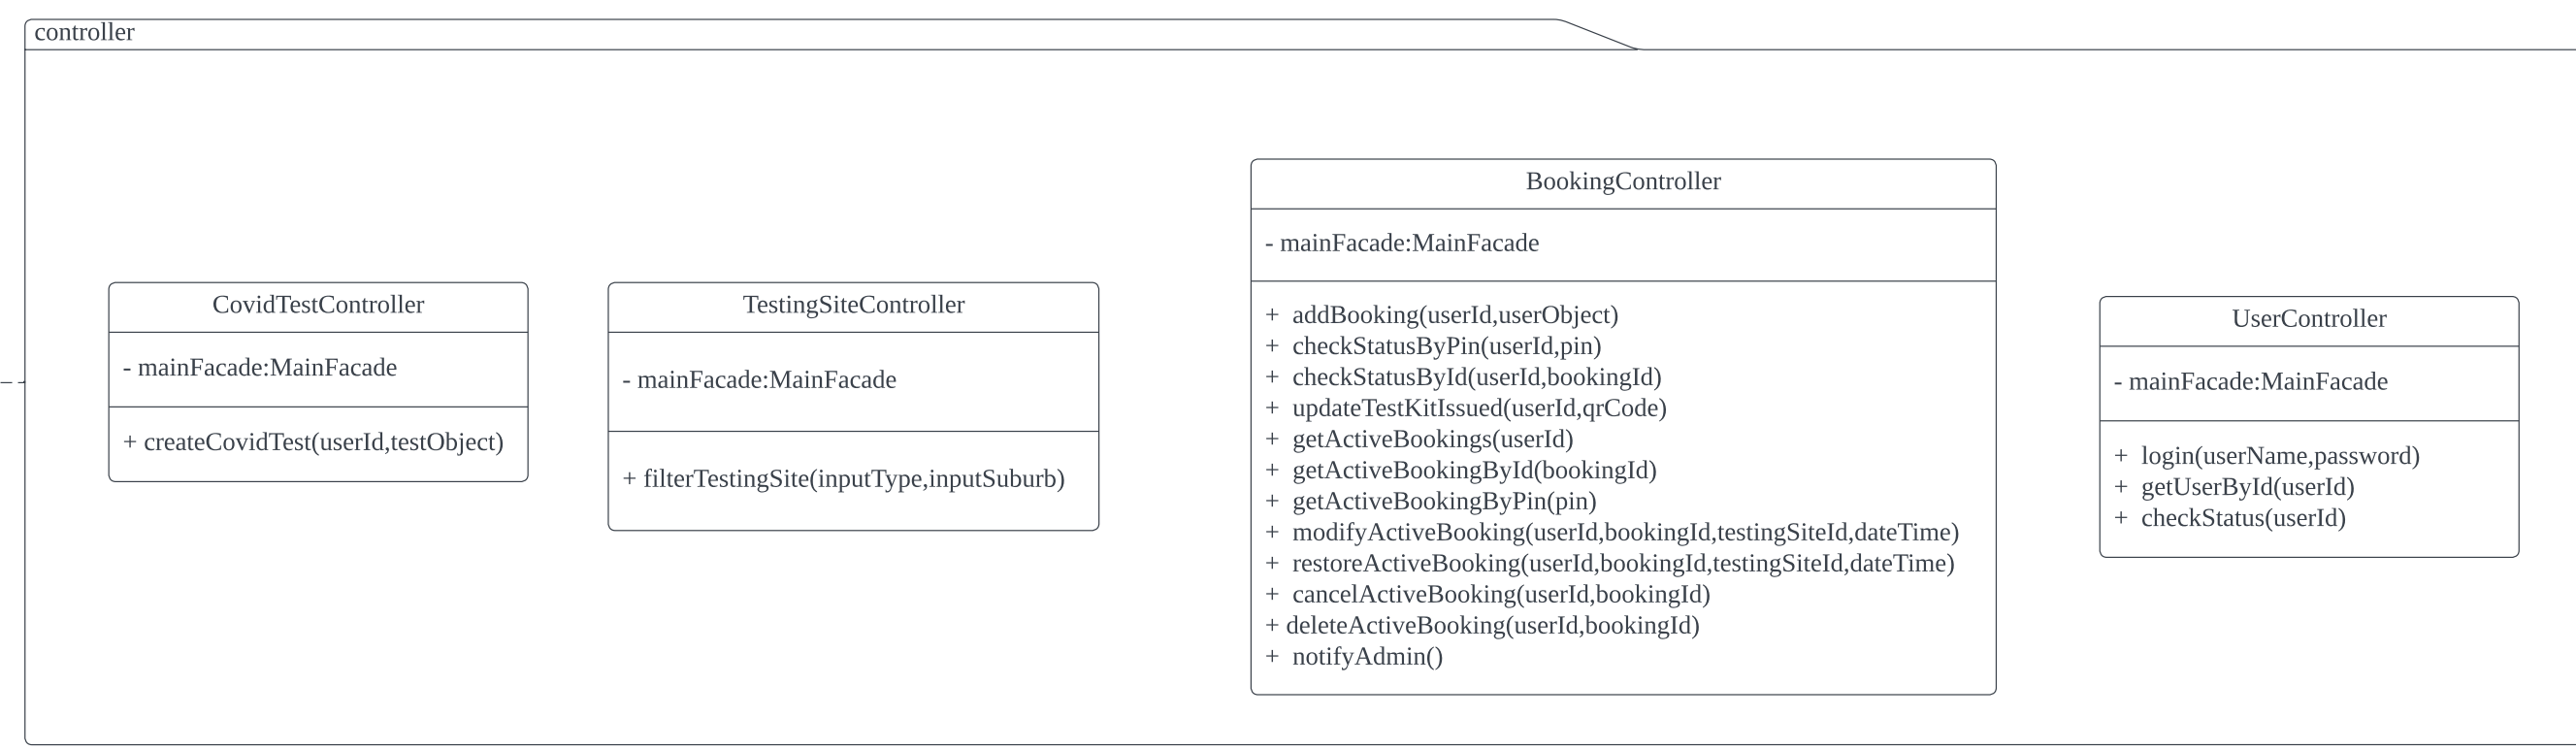 controller
CovidTestController
- mainFacade:MainFacade
+ createCovidTest(userId,testObject)
TestingSiteController
- mainFacade:MainFacade
+ filterTestingSite(inputType,inputSuburb)
BookingController
- mainFacade:MainFacade
+ addBooking(userId,userObject)
+ checkStatusByPin(userId,pin)
+ checkStatusById(userId,bookingId)
+ updateTestKitIssued(userId,qrCode)
+ getActiveBookings(userId)
+ getActiveBookingById(bookingId)
+ getActiveBookingByPin(pin)
+ modifyActiveBooking(userId,bookingId,testingSiteId,dateTime)
+ restoreActiveBooking(userId,bookingId,testingSiteId,dateTime)
+ cancelActiveBooking(userId,bookingId)
+ deleteActiveBooking(userId,bookingId)
+ notifyAdmin()
UserController
- mainFacade:MainFacade
+ login(userName,password)
+ getUserById(userId)
+ checkStatus(userId)